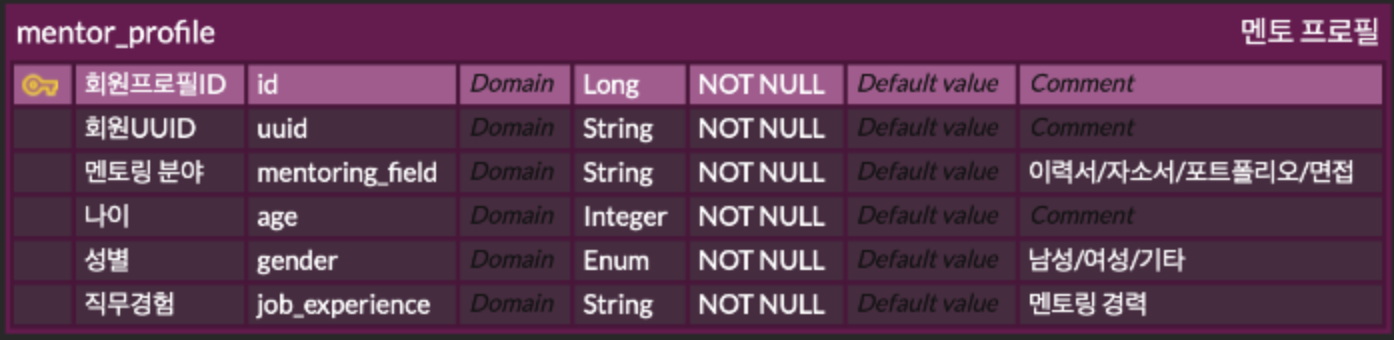 mentor_profile 멘토 프로필
회원프로필ID id Domain Long NOT NULL Default value Comment
회원UUID uuid Domain String NOT NULL Default value Comment
멘토링 분야 mentoring_field Domain String NOT NULL Default value 이력서/자소서/포트폴리오/면접
나이 age Domain Integer NOT NULL Default value Comment
성별 gender Domain Enum NOT NULL Default value 남성/여성/기타
직무경험 job_experience Domain String NOT NULL Default value 멘토링 경력